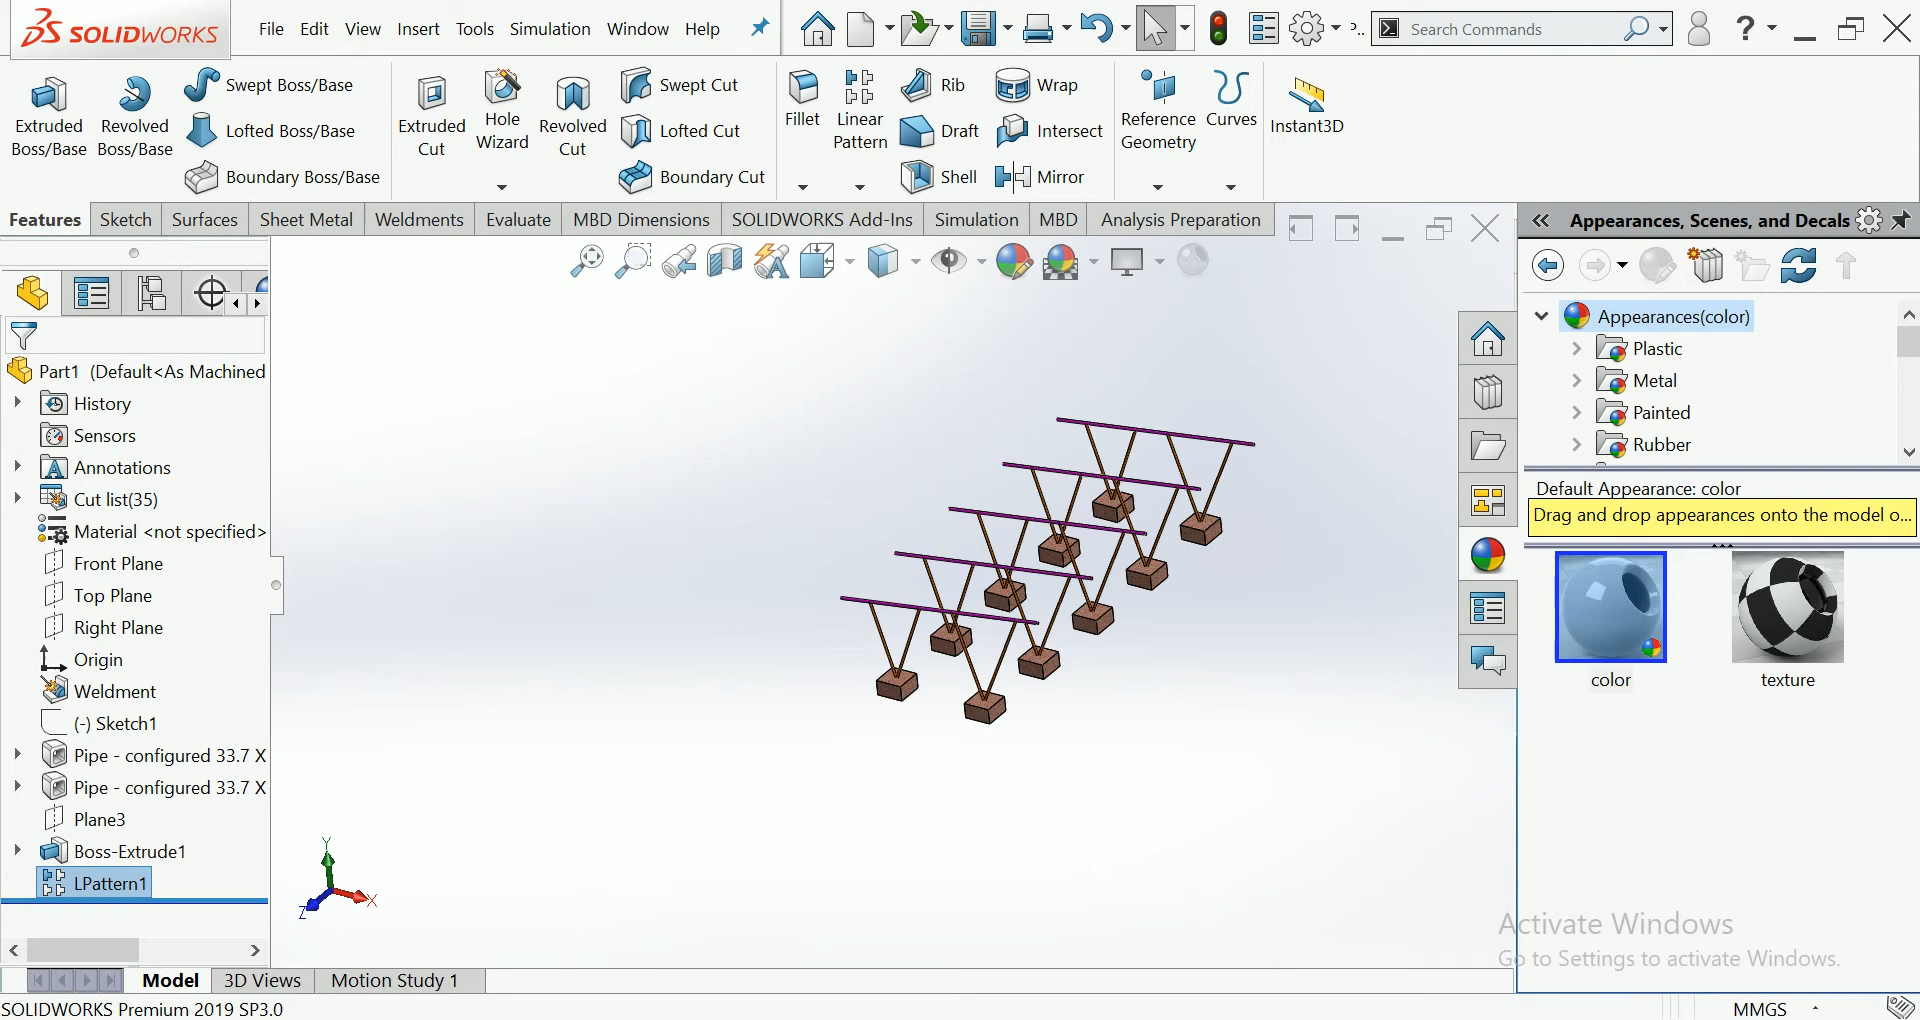 SOLIDWORKS
File Edit View Insert Tools Simulation Window Help
Search Commands
?
Extruded Boss/Base
Revolved Boss/Base
Swept Boss/Base
Lofted Boss/Base
Boundary Boss/Base
Extruded Cut
Hole Wizard
Revolved Cut
Swept Cut
Lofted Cut
Boundary Cut
Fillet
Linear Pattern
Rib
Draft
Shell
Wrap
Intersect
Mirror
Reference Geometry
Curves
Instant3D
Features Sketch Surfaces Sheet Metal Weldments Evaluate MBD Dimensions SOLIDWORKS Add-Ins Simulation MBD Analysis Preparation
Appearances, Scenes, and Decals
Part1 (Default<As Machined
History
Sensors
Annotations
Cut list(35)
Material <not specified>
Front Plane
Top Plane
Right Plane
Origin
Weldment
(-) Sketch1
Pipe - configured 33.7 X
Pipe - configured 33.7 X
Plane3
Boss-Extrude1
LPattern1
Y
X
Z
Appearances(color)
Plastic
Metal
Painted
Rubber
Default Appearance: color
Drag and drop appearances onto the model o...
color
texture
Activate Windows
Go to Settings to activate Windows.
Model 3D Views Motion Study 1
SOLIDWORKS Premium 2019 SP3.0
MMGS